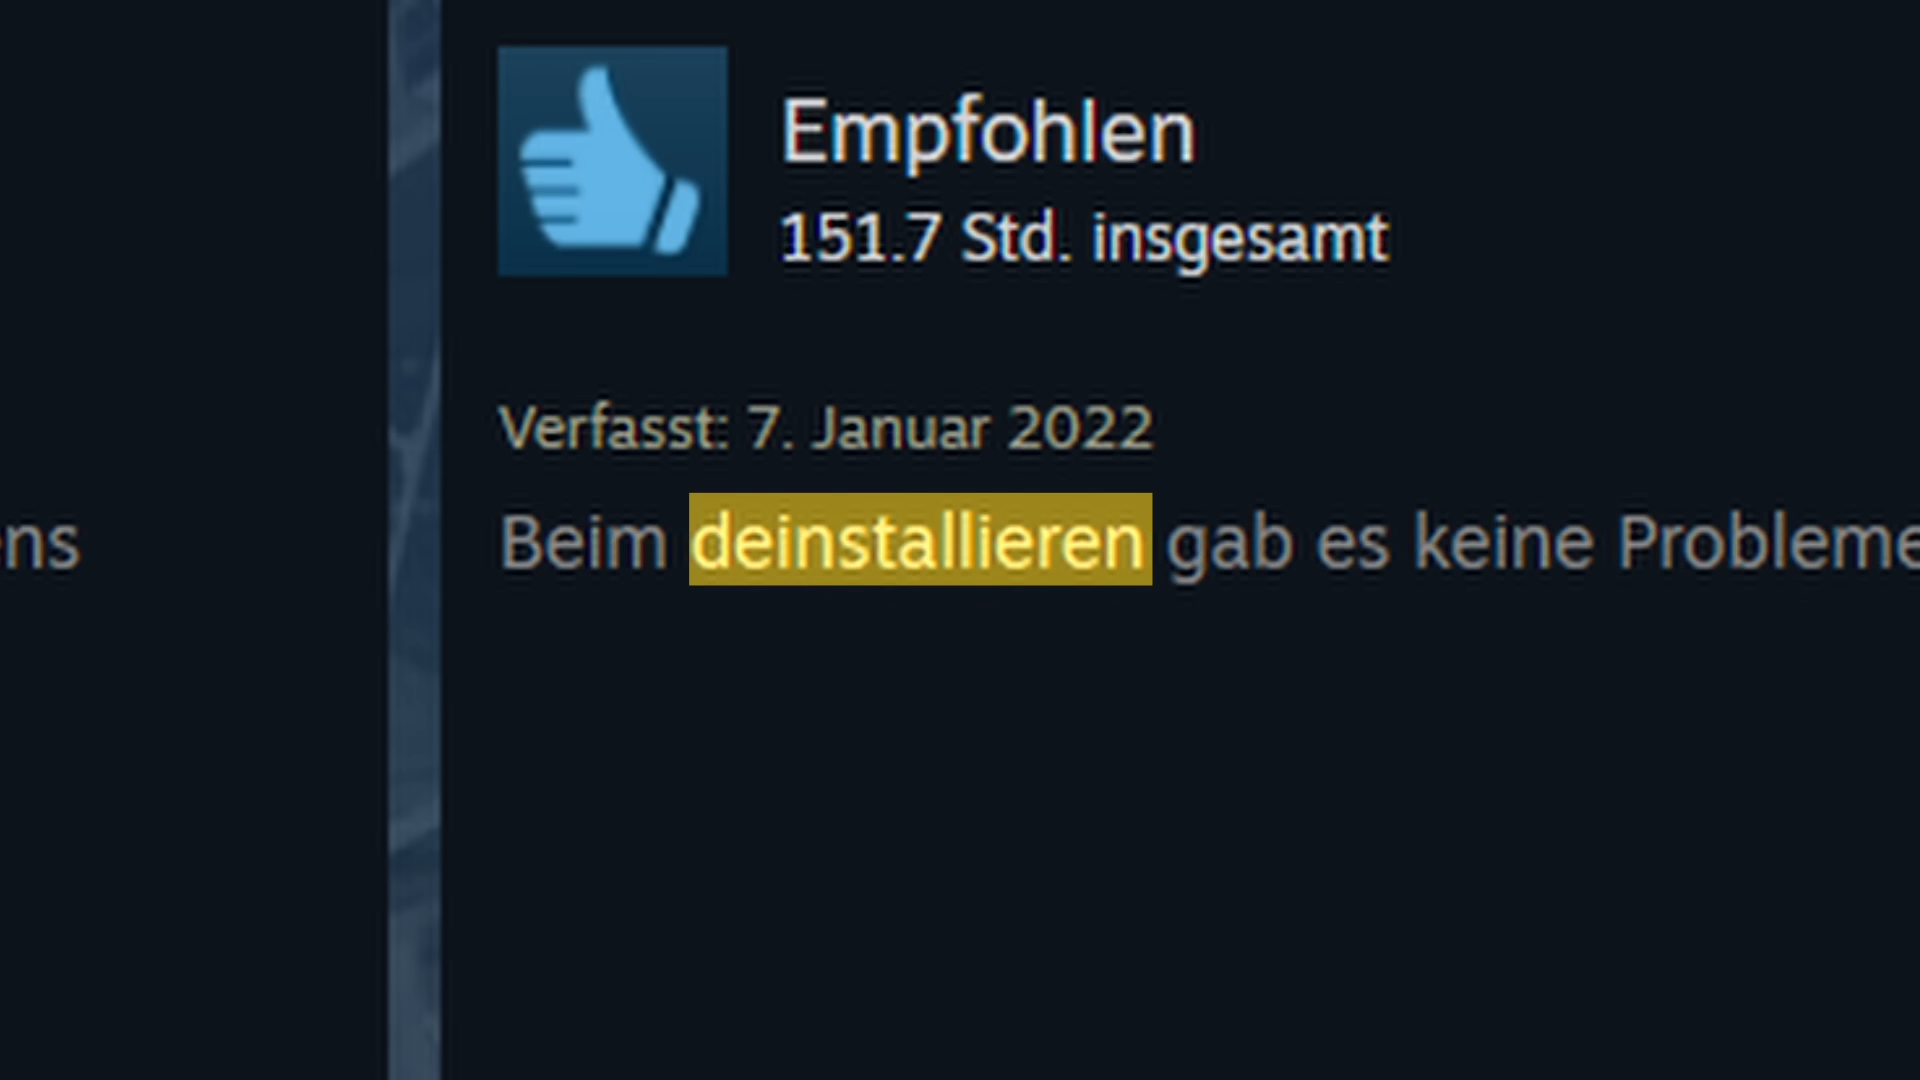 Empfohlen
151.7 Std. insgesamt
Verfasst: 7. Januar 2022
ens
Beim deinstallieren gab es keine Probleme